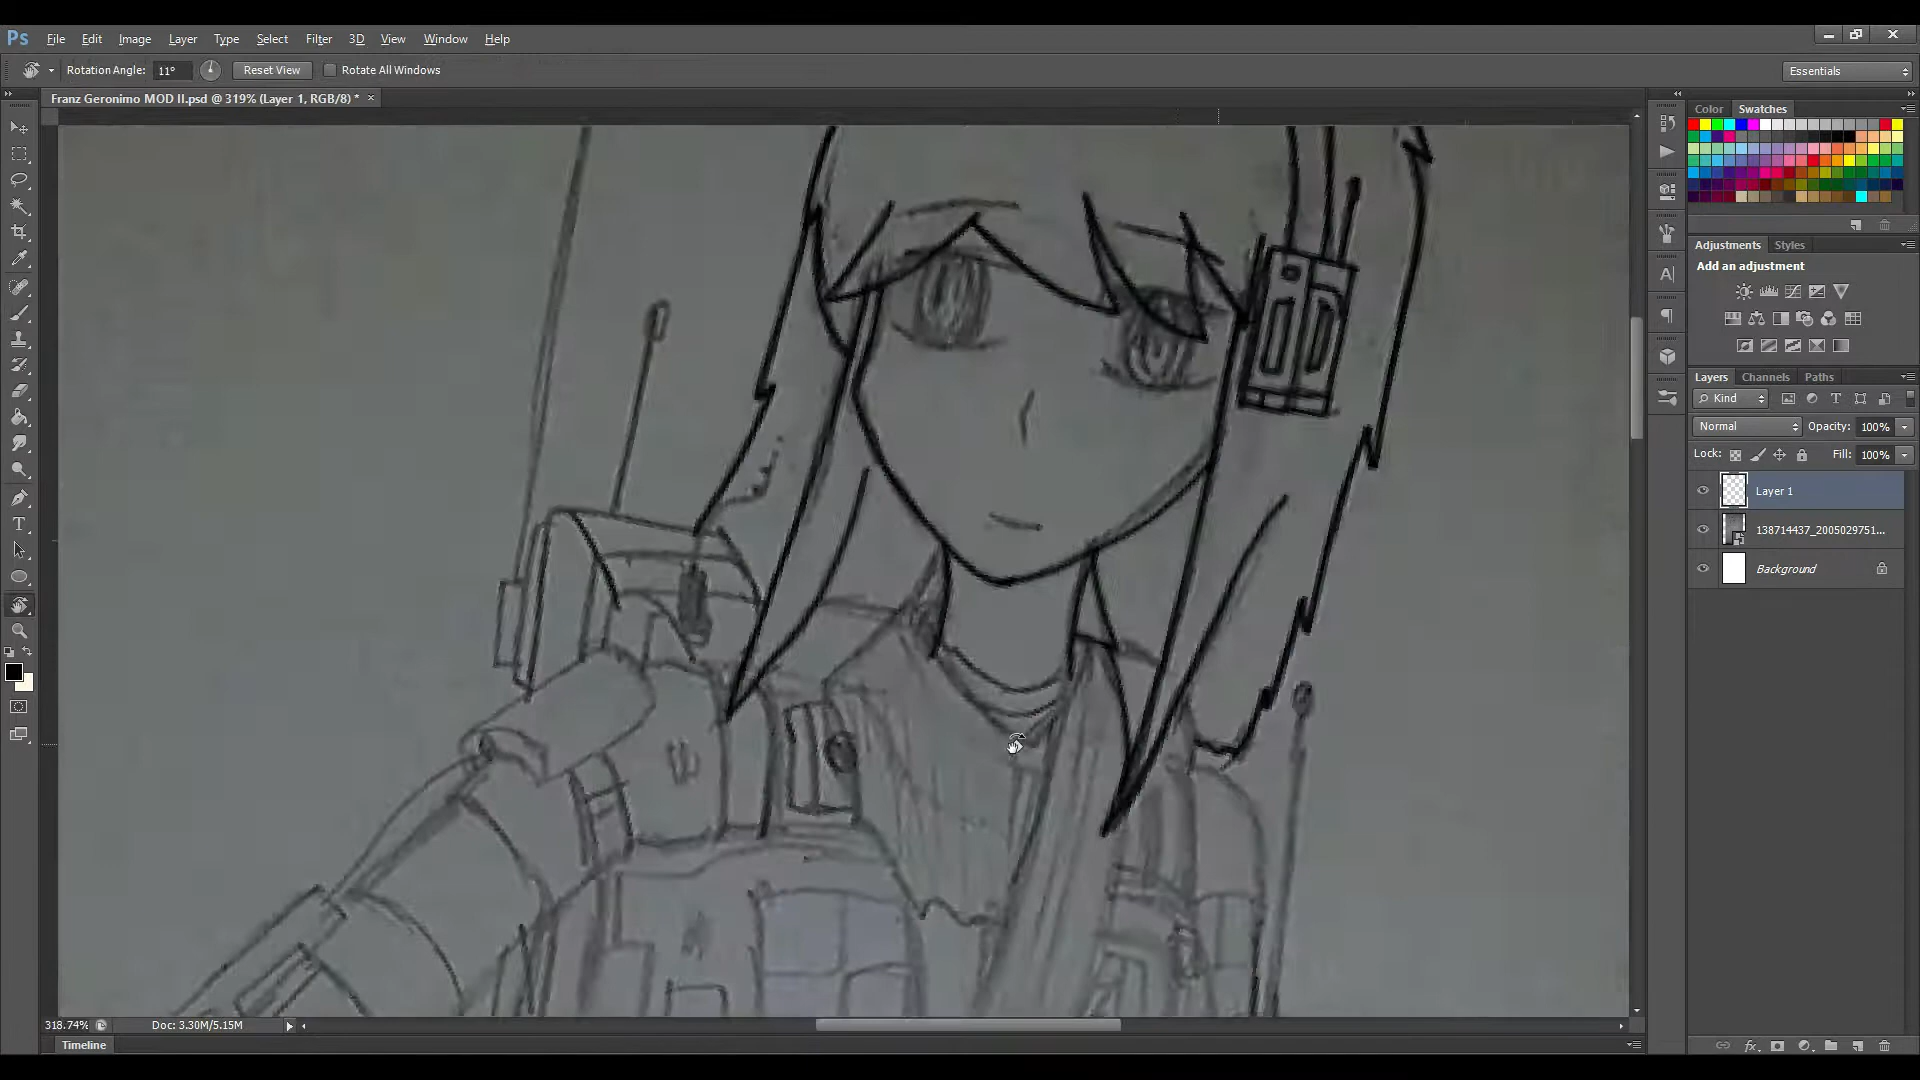 Ps File Edit Image Layer Type Select Filter 3D View Window Help
Rotation Angle: 11° Reset View Rotate All Windows Essentials
Franz Geronimo MOD II.psd @ 319% (Layer 1, RGB/8) *
Color Swatches
Adjustments Styles
Add an adjustment
Layers Channels Paths
Kind
Normal Opacity: 100%
Lock: Fill: 100%
Layer 1
138714437_2005029751...
Background
318.74% Doc: 3.30M/5.15M
Timeline